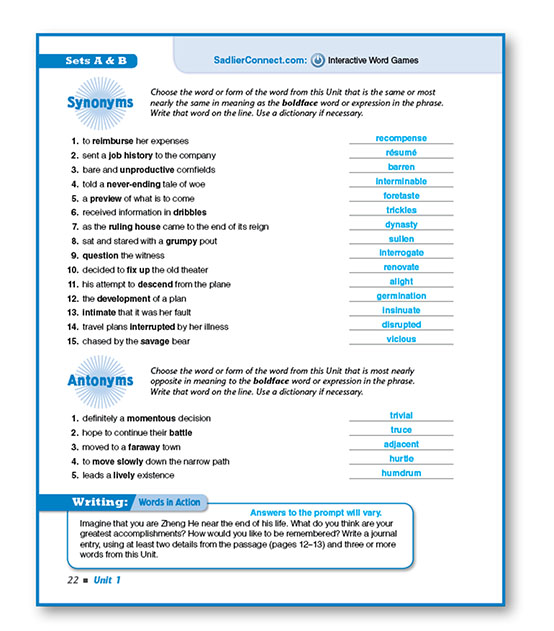 Sets A & B
SadlierConnect.com: Interactive Word Games
Synonyms
Choose the word or form of the word from this Unit that is the same or most
nearly the same in meaning as the boldface word or expression in the phrase.
Write that word on the line. Use a dictionary if necessary.
1. to reimburse her expenses recompense
2. sent a job history to the company résumé
3. bare and unproductive cornfields barren
4. told a never-ending tale of woe interminable
5. a preview of what is to come foretaste
6. received information in dribbles trickles
7. as the ruling house came to the end of its reign dynasty
8. sat and stared with a grumpy pout sullen
9. question the witness interrogate
10. decided to fix up the old theater renovate
11. his attempt to descend from the plane alight
12. the development of a plan germination
13. intimate that it was her fault insinuate
14. travel plans interrupted by her illness disrupted
15. chased by the savage bear vicious
Antonyms
Choose the word or form of the word from this Unit that is most nearly
opposite in meaning to the boldface word or expression in the phrase.
Write that word on the line. Use a dictionary if necessary.
1. definitely a momentous decision trivial
2. hope to continue their battle truce
3. moved to a faraway town adjacent
4. to move slowly down the narrow path hurtle
5. leads a lively existence humdrum
Writing: Words in Action
Answers to the prompt will vary.
Imagine that you are Zheng He near the end of his life. What do you think are your
greatest accomplishments? How would you like to be remembered? Write a journal
entry, using at least two details from the passage (pages 12–13) and three or more
words from this Unit.
22 ■ Unit 1